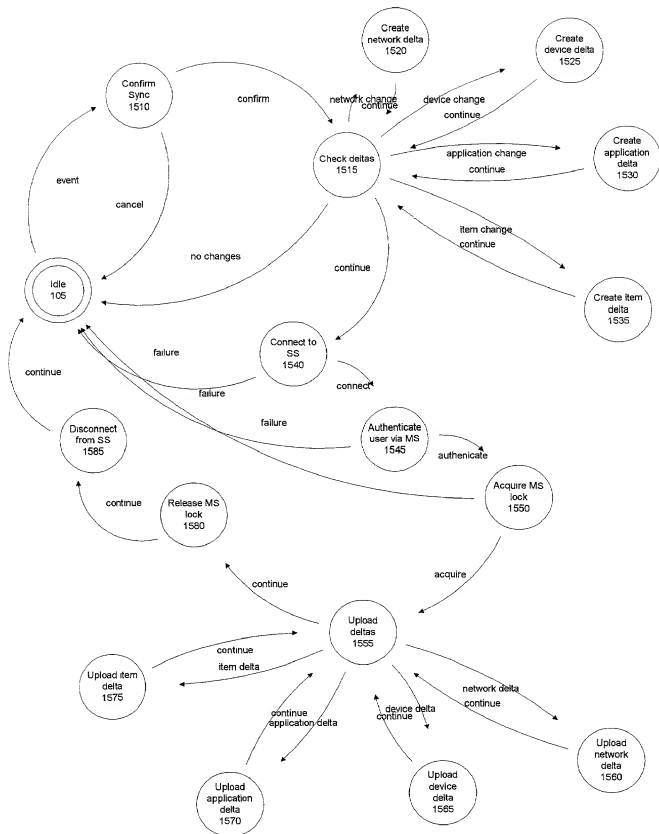 Create
network delta
1520
Create
device delta
1525
Confirm
Sync
1510
confirm
network change
continue
device change
continue
Check deltas
1515
application change
continue
Create
application
delta
1530
event
cancel
item change
continue
no changes
continue
Idle
105
Create item
delta
1535
Connect to
SS
1540
failure
failure
connect
continue
failure
Authenticate
user via MS
1545
authenicate
Disconnect
from SS
1585
Acquire MS
lock
1550
continue
Release MS
lock
1580
acquire
continue
Upload
deltas
1555
continue
item delta
Upload item
delta
1575
network delta
continue
continue
application delta
device delta
continue
Upload
network
delta
1560
Upload
application
delta
1570
Upload
device
delta
1565